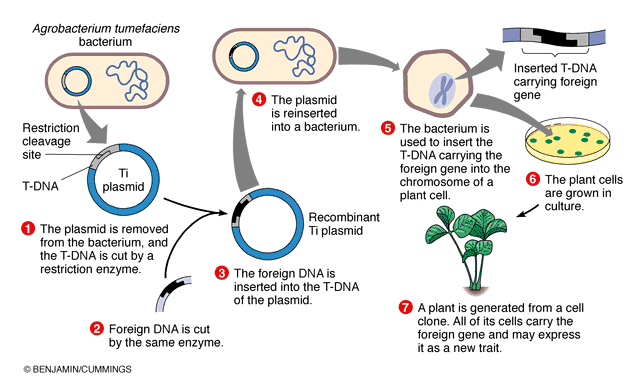 Agrobacterium tumefaciens
bacterium
Restriction
cleavage
site
T-DNA
Ti
plasmid
1 The plasmid is removed
from the bacterium, and
the T-DNA is cut by a
restriction enzyme.
2 Foreign DNA is cut
by the same enzyme.
Recombinant
Ti plasmid
3 The foreign DNA is
inserted into the T-DNA
of the plasmid.
4 The plasmid
is reinserted
into a bacterium.
5 The bacterium is
used to insert the
T-DNA carrying the
foreign gene into the
chromosome of a
plant cell.
Inserted T-DNA
carrying foreign
gene
6 The plant cells
are grown in
culture.
7 A plant is generated from a cell
clone. All of its cells carry the
foreign gene and may express
it as a new trait.
© BENJAMIN/CUMMINGS